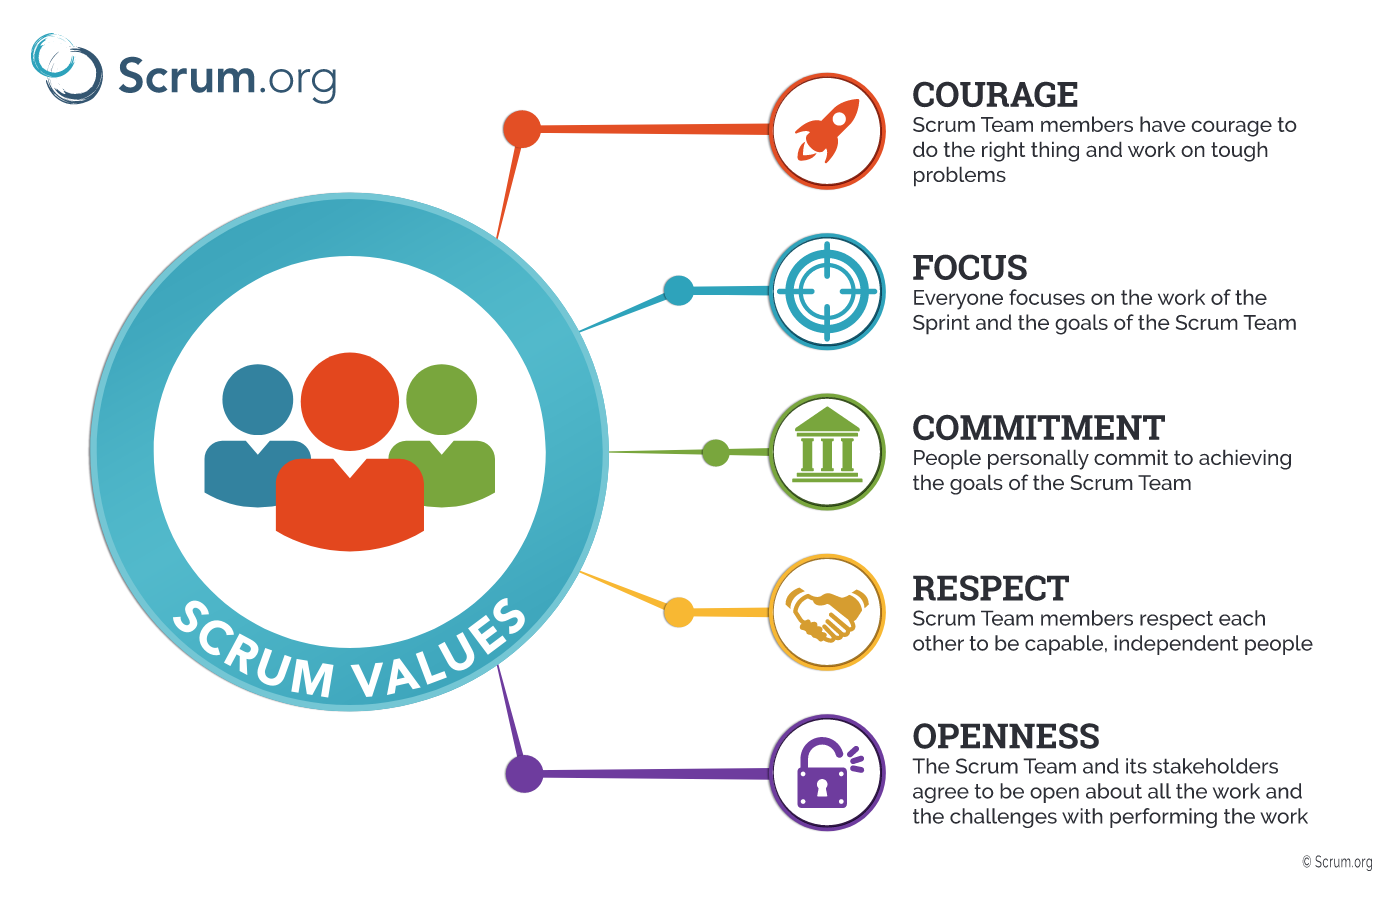 Scrum.org
COURAGE
Scrum Team members have courage to
do the right thing and work on tough
problems
FOCUS
Everyone focuses on the work of the
Sprint and the goals of the Scrum Team
COMMITMENT
People personally commit to achieving
the goals of the Scrum Team
RESPECT
Scrum Team members respect each
other to be capable, independent people
OPENNESS
The Scrum Team and its stakeholders
agree to be open about all the work and
the challenges with performing the work
SCRUM VALUES
© Scrum.org